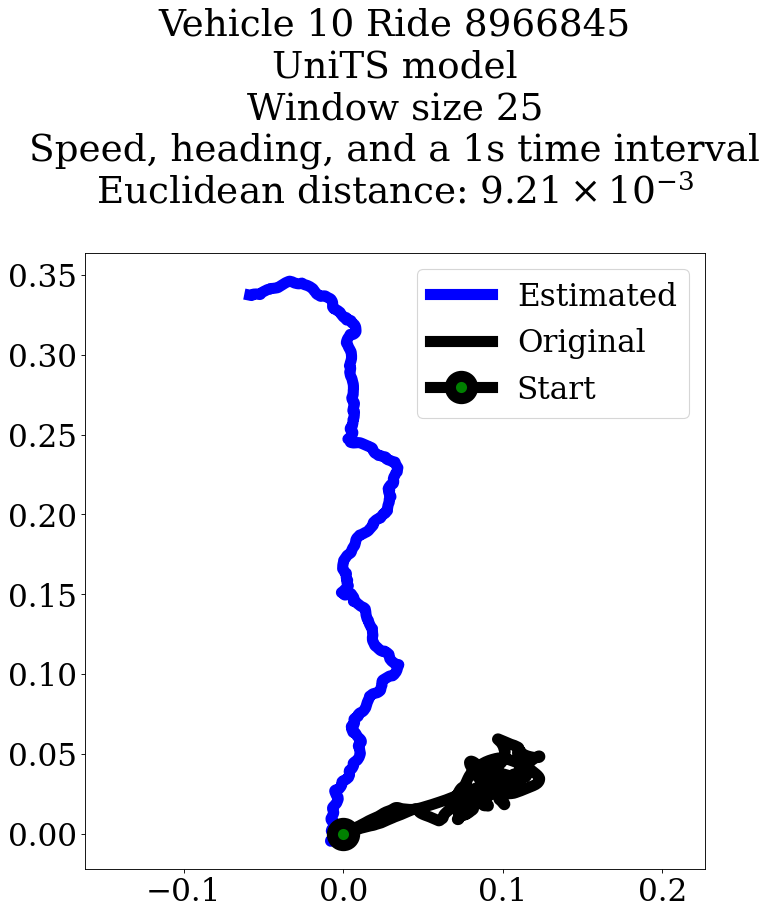 Vehicle 10 Ride 8966845
UniTS model
Window size 25
Speed, heading, and a 1s time interval
Euclidean distance: 9.21 × 10⁻³
Estimated
Original
Start
0.35
0.30
0.25
0.20
0.15
0.10
0.05
0.00
−0.1 0.0 0.1 0.2